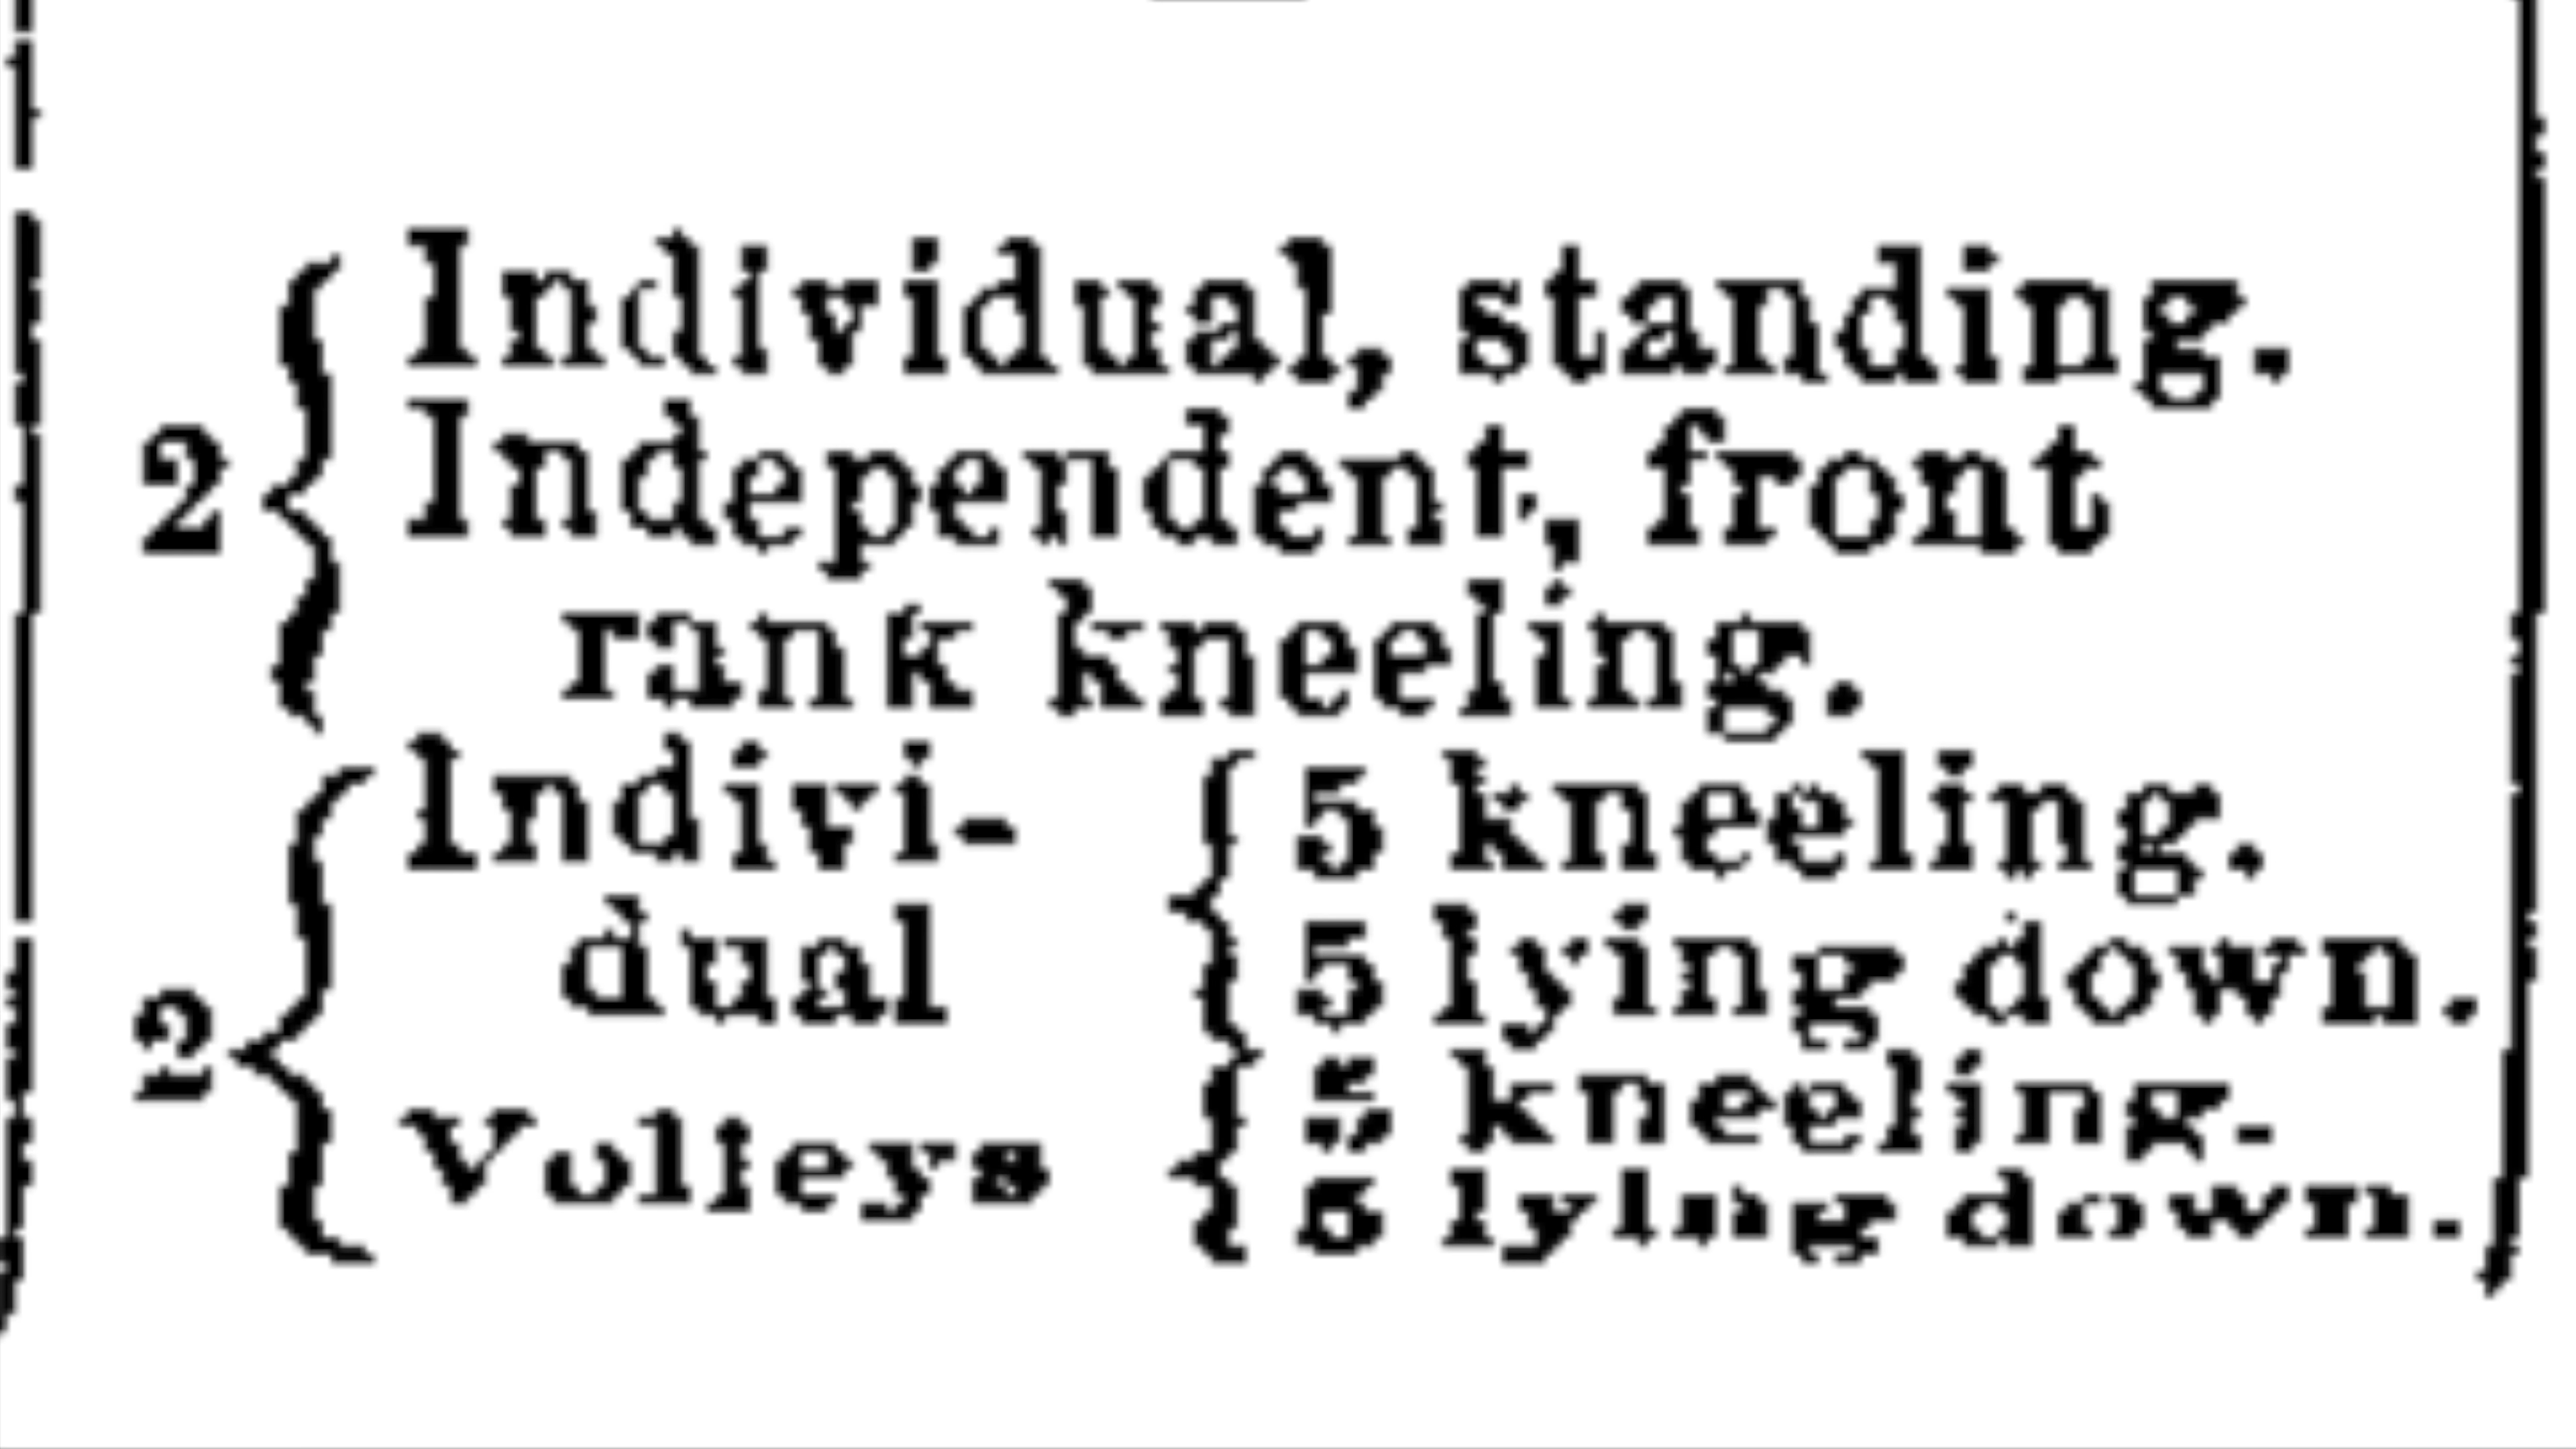 2 { Individual, standing.
Independent, front
rank kneeling.
2 { Indivi- { 5 kneeling.
dual 5 lying down.
Volleys { 5 kneeling.
5 lying down.